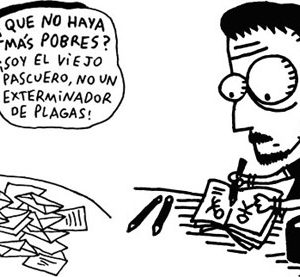 ¿QUE NO HAYA
MÁS POBRES?
¡SOY EL VIEJO
PASCUERO, NO UN
EXTERMINADOR
DE PLAGAS!